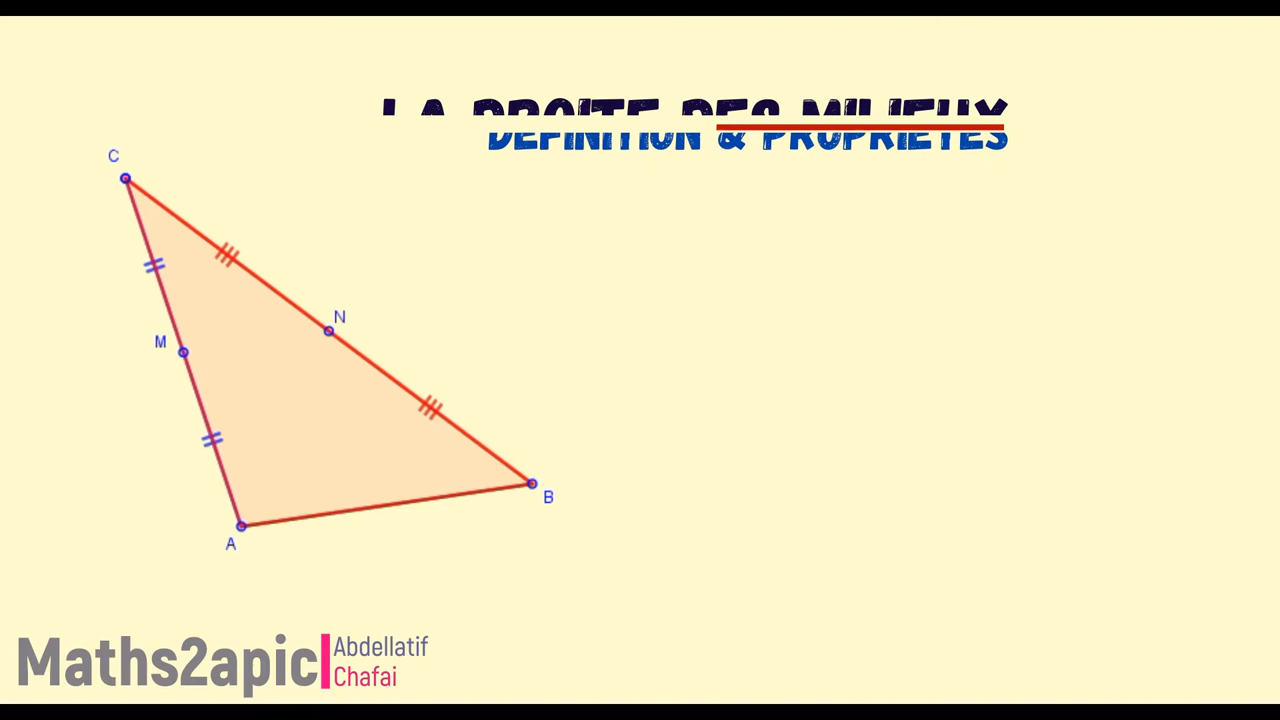 LA DROITE DES MILIEUX
DEFINITION & PROPRIETES
C
N
M
B
A
Maths2apic
Abdellatif
Chafai